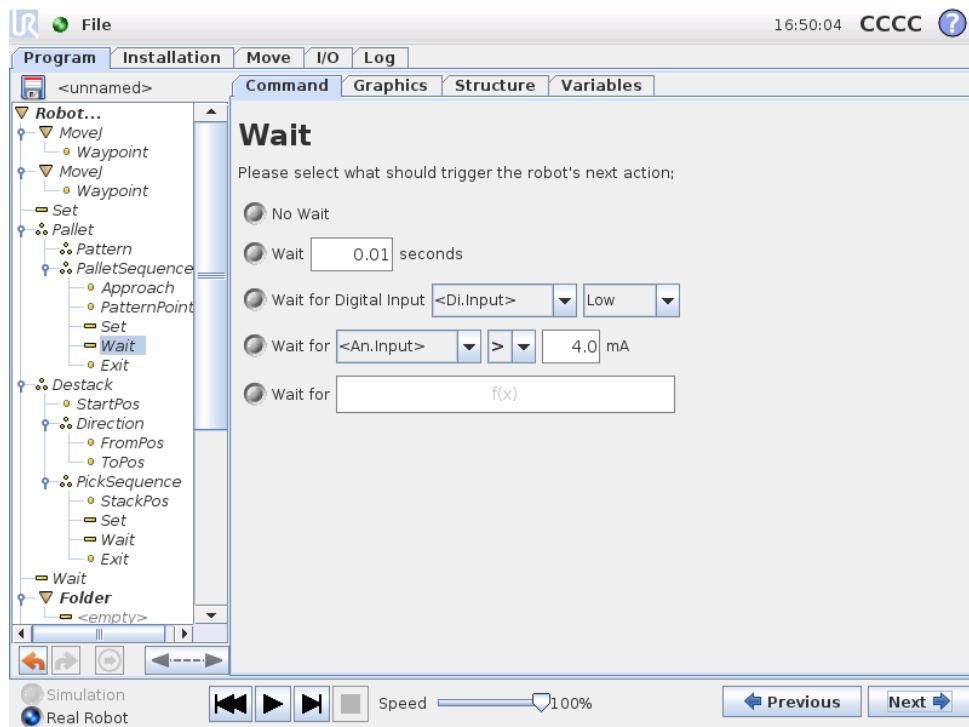 UR File 16:50:04 CCCC ?
Program Installation Move I/O Log
<unnamed>
Command Graphics Structure Variables
Robot...
MoveJ
Waypoint
MoveJ
Waypoint
Set
Pallet
Pattern
PalletSequence
Approach
PatternPoint
Set
Wait
Exit
Destack
StartPos
Direction
FromPos
ToPos
PickSequence
StackPos
Set
Wait
Exit
Wait
Folder
<empty>
Wait
Please select what should trigger the robot's next action;
No Wait
Wait 0.01 seconds
Wait for Digital Input <Di.Input> Low
Wait for <An.Input> > 4.0 mA
Wait for f(x)
Simulation
Real Robot
Speed 100%
Previous Next